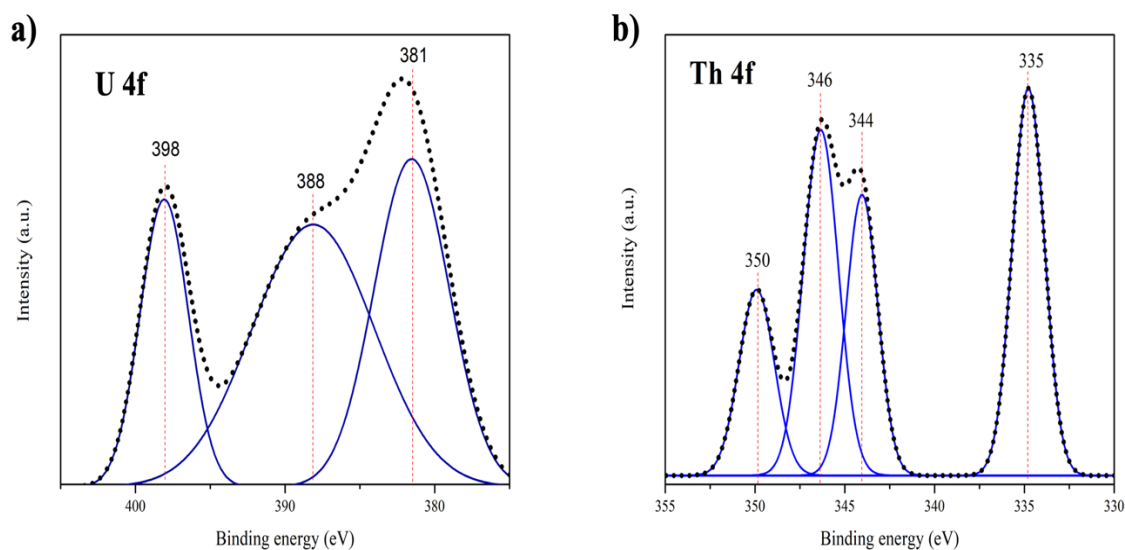 a)
U 4f
398
388
381
Intensity (a.u.)
400
390
380
Binding energy (eV)
b)
Th 4f
350
346
344
335
Intensity (a.u.)
355
350
345
340
335
330
Binding energy (eV)